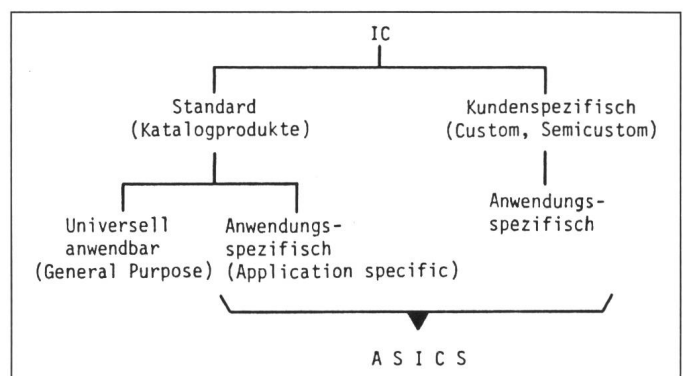 IC
Standard
(Katalogprodukte)
Kundenspezifisch
(Custom, Semicustom)
Universell
anwendbar
(General Purpose)
Anwendungs-
spezifisch
(Application specific)
Anwendungs-
spezifisch
A S I C S